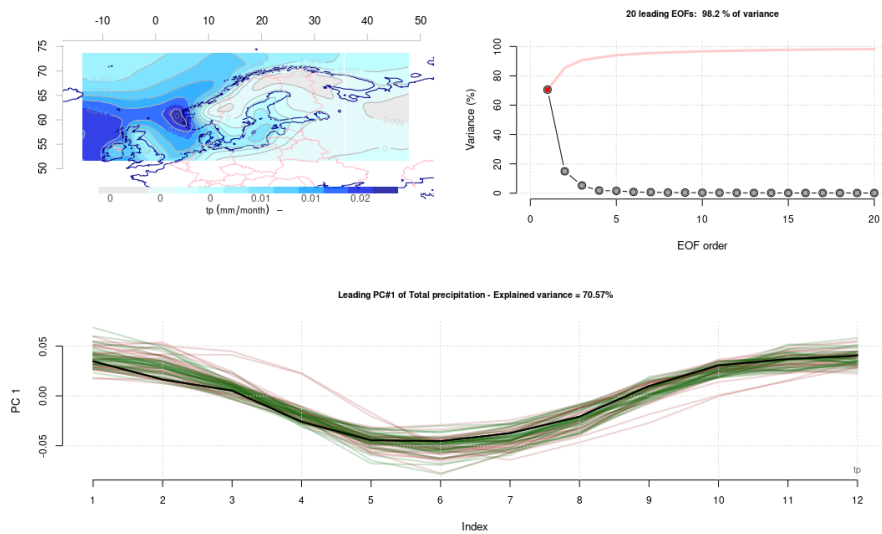 -10 0 10 20 30 40 50
75
70
65
60
55
50
0 0 0 0.01 0.01 0.02
tp (mm/month) –
20 leading EOFs: 98.2 % of variance
Variance (%)
100
80
60
40
20
0
0 5 10 15 20
EOF order
Leading PC#1 of Total precipitation - Explained variance = 70.57%
PC 1
0.05
0.00
-0.05
tp
1 2 3 4 5 6 7 8 9 10 11 12
Index